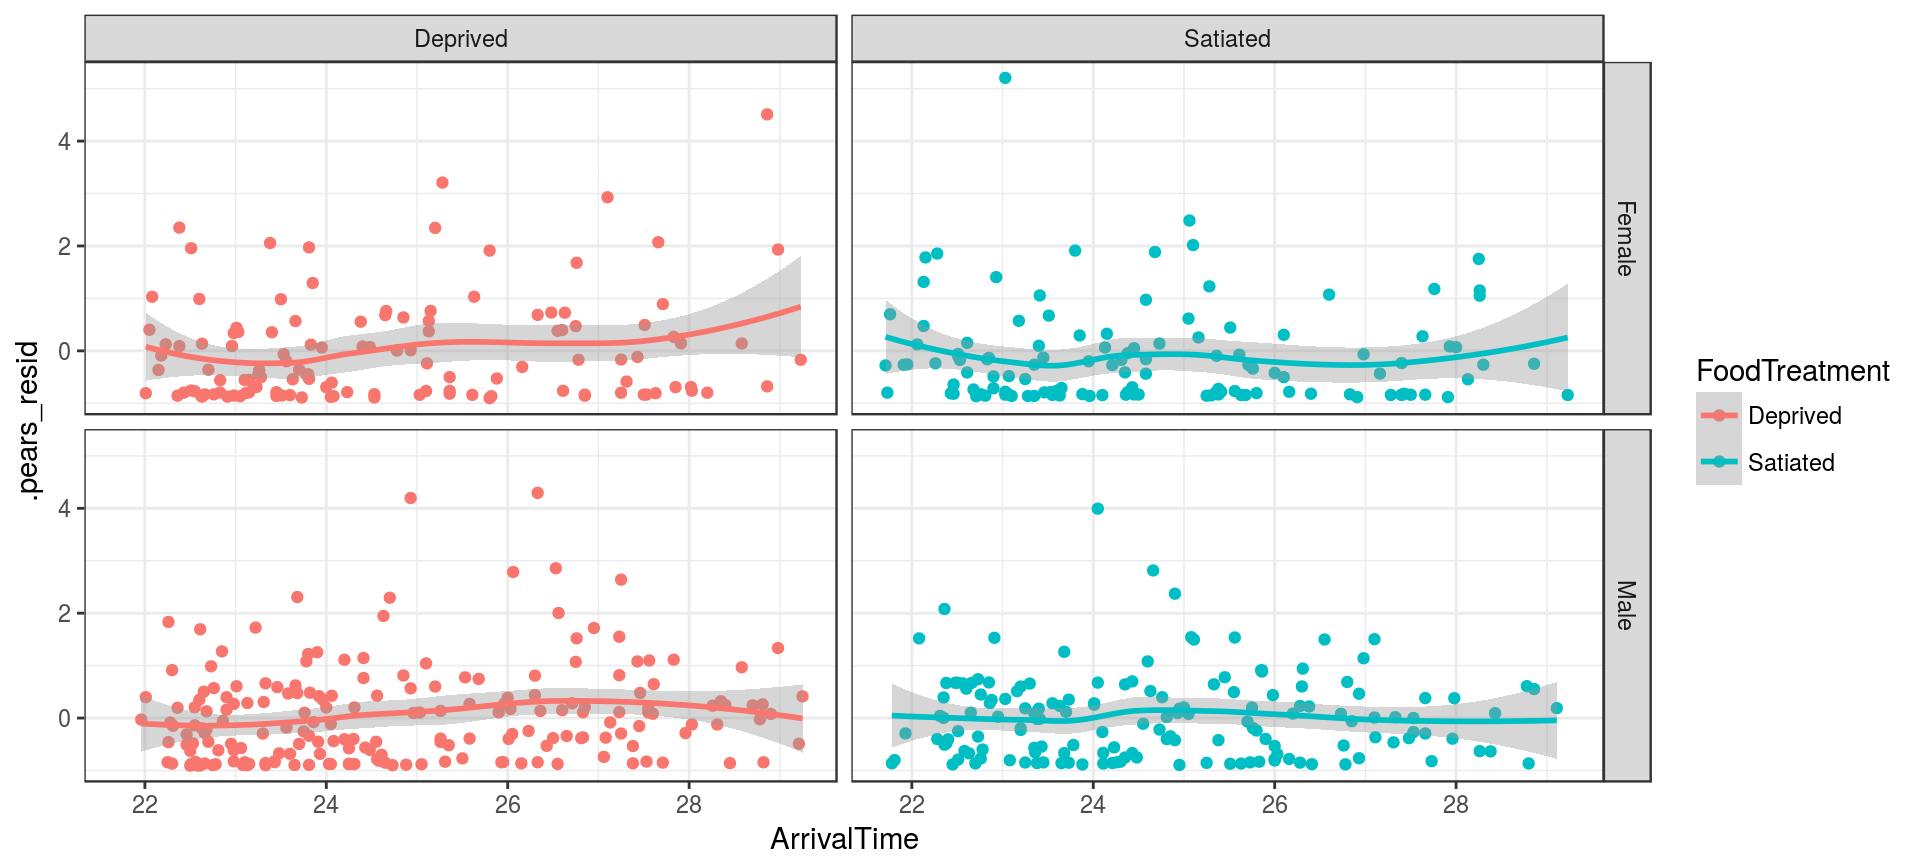 Deprived Satiated
4
2
0
Female
4
2
0
Male
.pears_resid
22 24 26 28 22 24 26 28
ArrivalTime
FoodTreatment
Deprived
Satiated